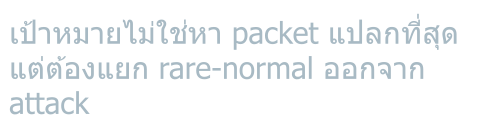 เป้าหมายไม่ใช่หา packet แปลกที่สุด
แต่ต้องแยก rare-normal ออกจาก
attack